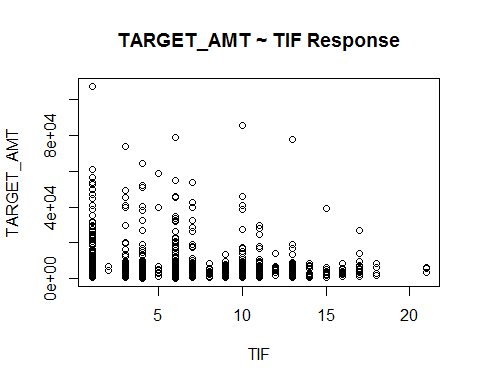 TARGET_AMT ~ TIF Response
TARGET_AMT
8e+04
4e+04
0e+00
5
10
15
20
TIF